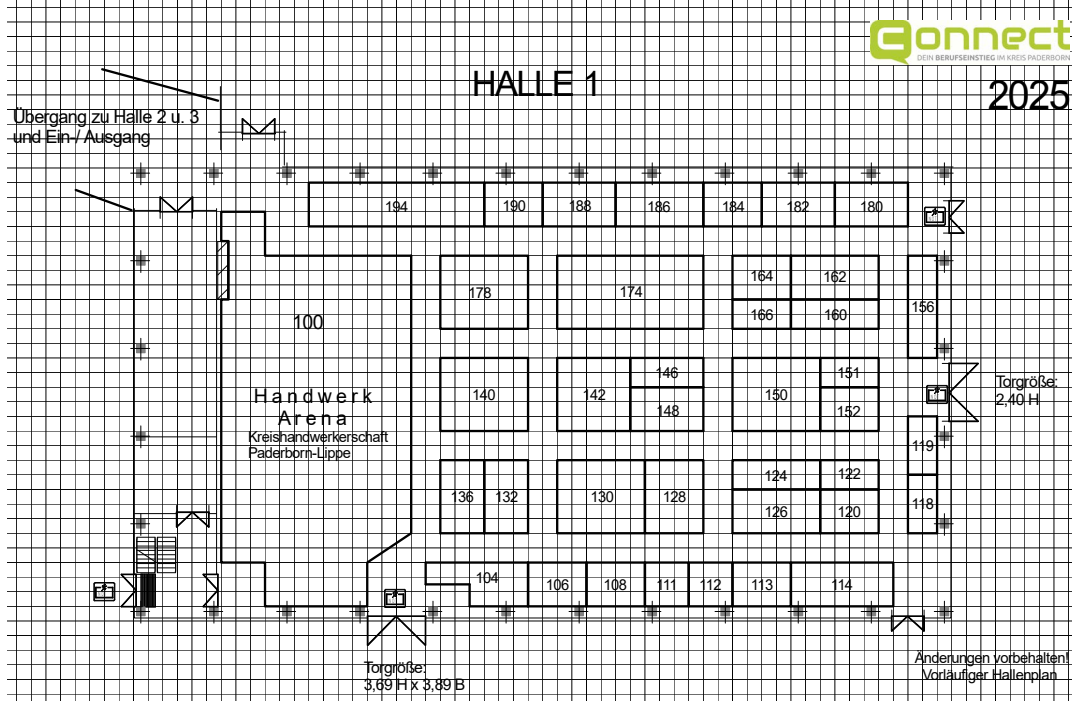 Connect
DEIN BERUFSEINSTIEG IM KREIS PADERBORN
HALLE 1
2025
Übergang zu Halle 2 u. 3
und Ein-/ Ausgang
194 190 188 186 184 182 180
178 174 164 162
166 160
156
100
140 142 146 150 151
148 152
Handwerk
Arena
Kreishandwerkerschaft
Paderborn-Lippe
Torgröße:
2,40 H
119
118
136 132 130 128 124 122
126 120
104 106 108 111 112 113 114
Torgröße:
3,69 H x 3,89 B
Änderungen vorbehalten!
Vorläufiger Hallenplan